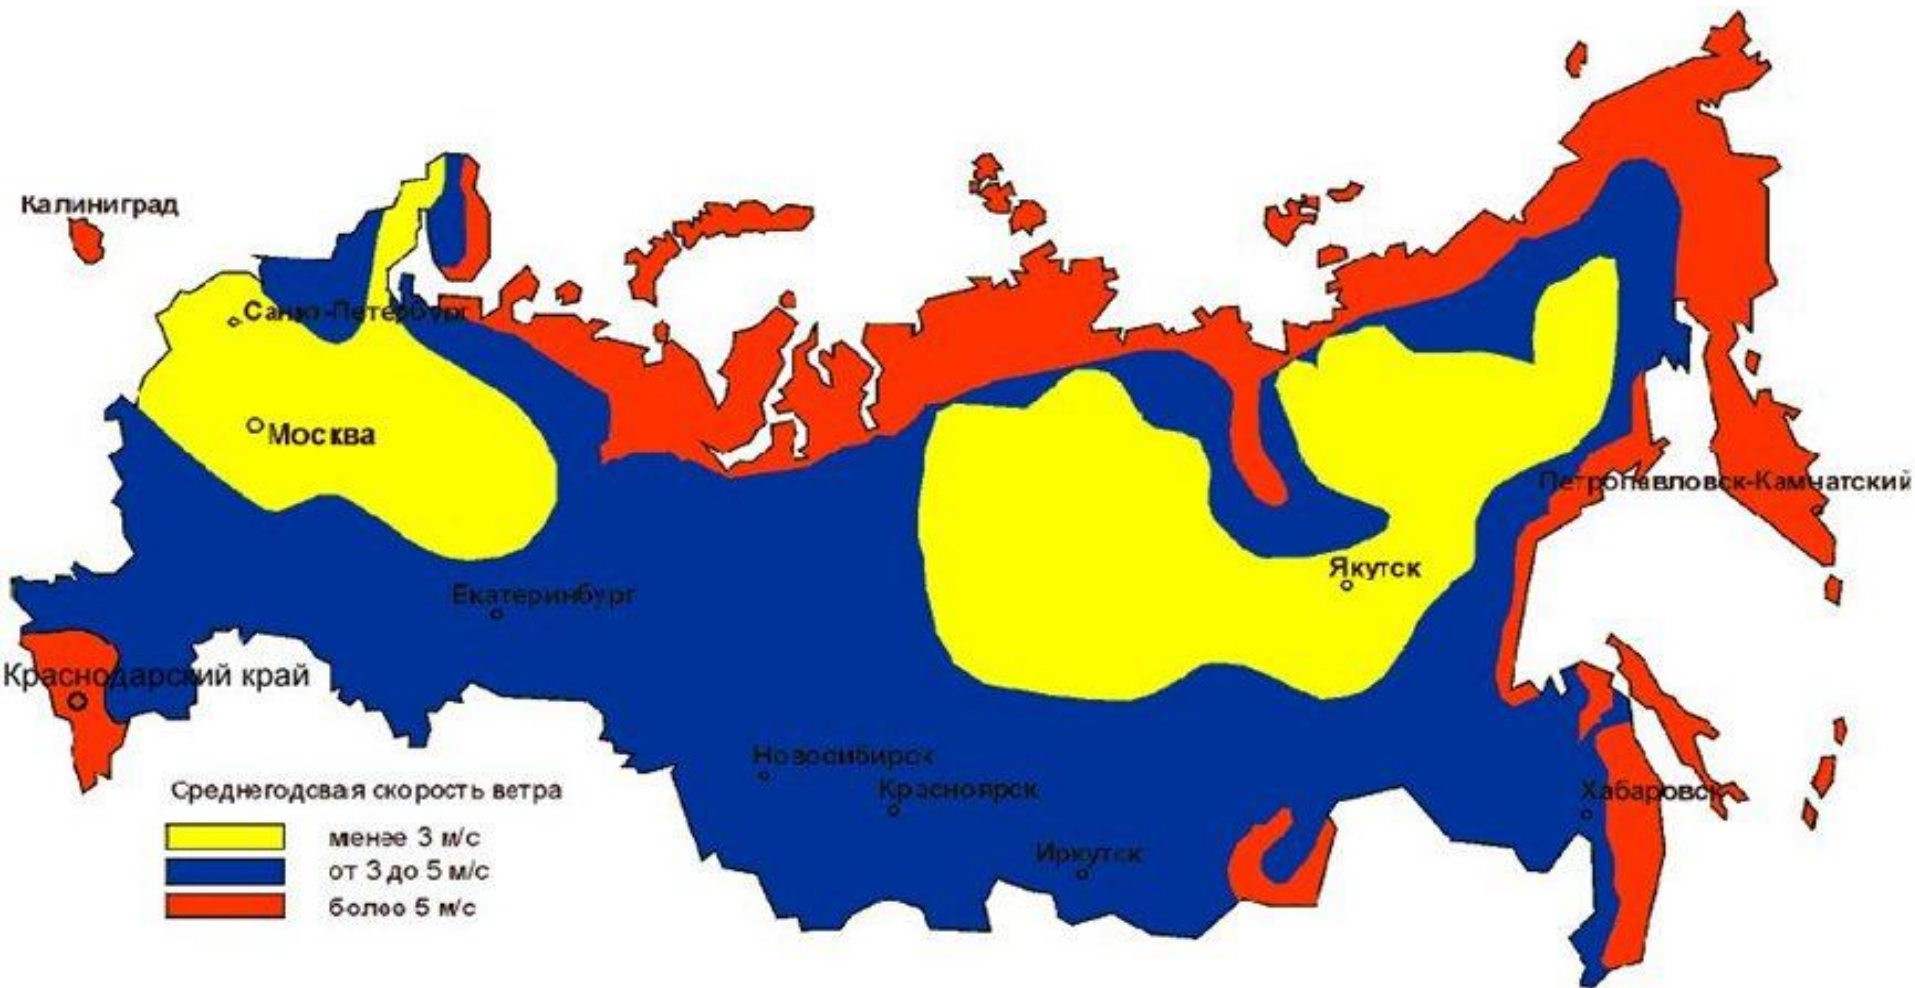 Калининград
Санкт-Петербург
Москва
Петропавловск-Камчатский
Якутск
Екатеринбург
Краснодарский край
Новосибирск
Красноярск
Хабаровск
Иркутск
Среднегодовая скорость ветра
менее 3 м/с
от 3 до 5 м/с
более 5 м/с